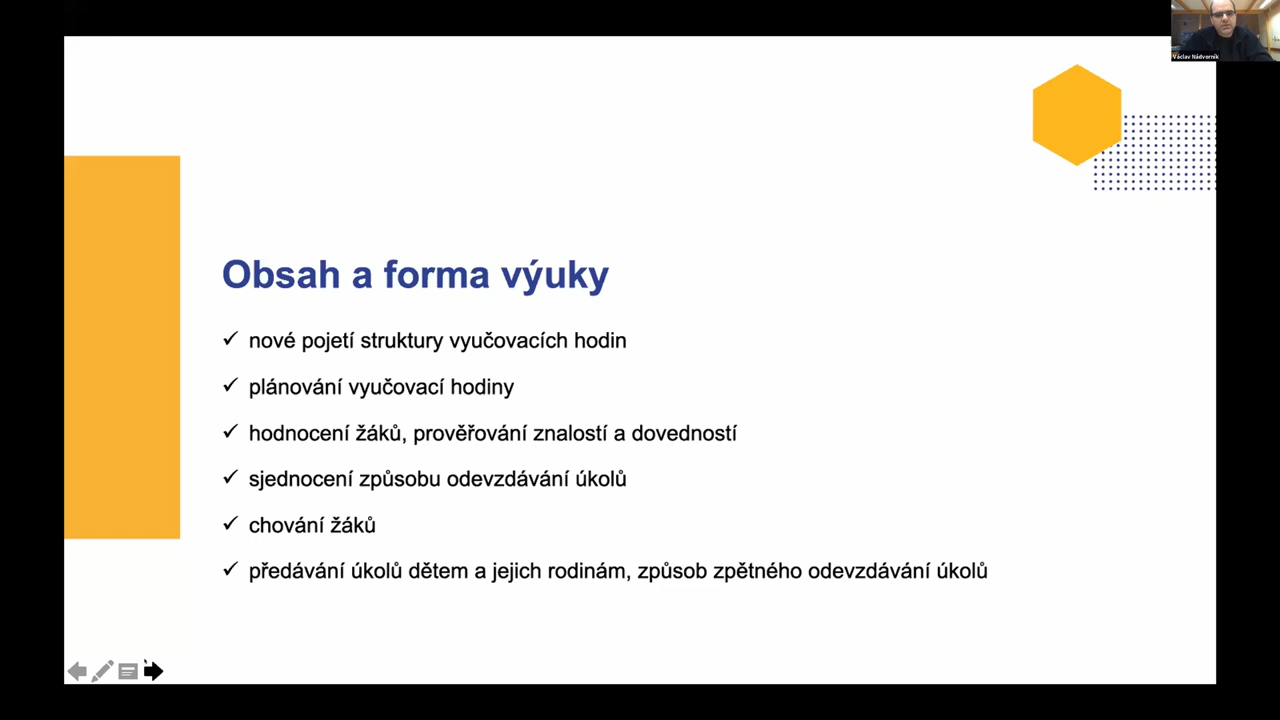 Václav Nádvorník
Obsah a forma výuky
✓ nové pojetí struktury vyučovacích hodin
✓ plánování vyučovací hodiny
✓ hodnocení žáků, prověřování znalostí a dovedností
✓ sjednocení způsobu odevzdávání úkolů
✓ chování žáků
✓ předávání úkolů dětem a jejich rodinám, způsob zpětného odevzdávání úkolů